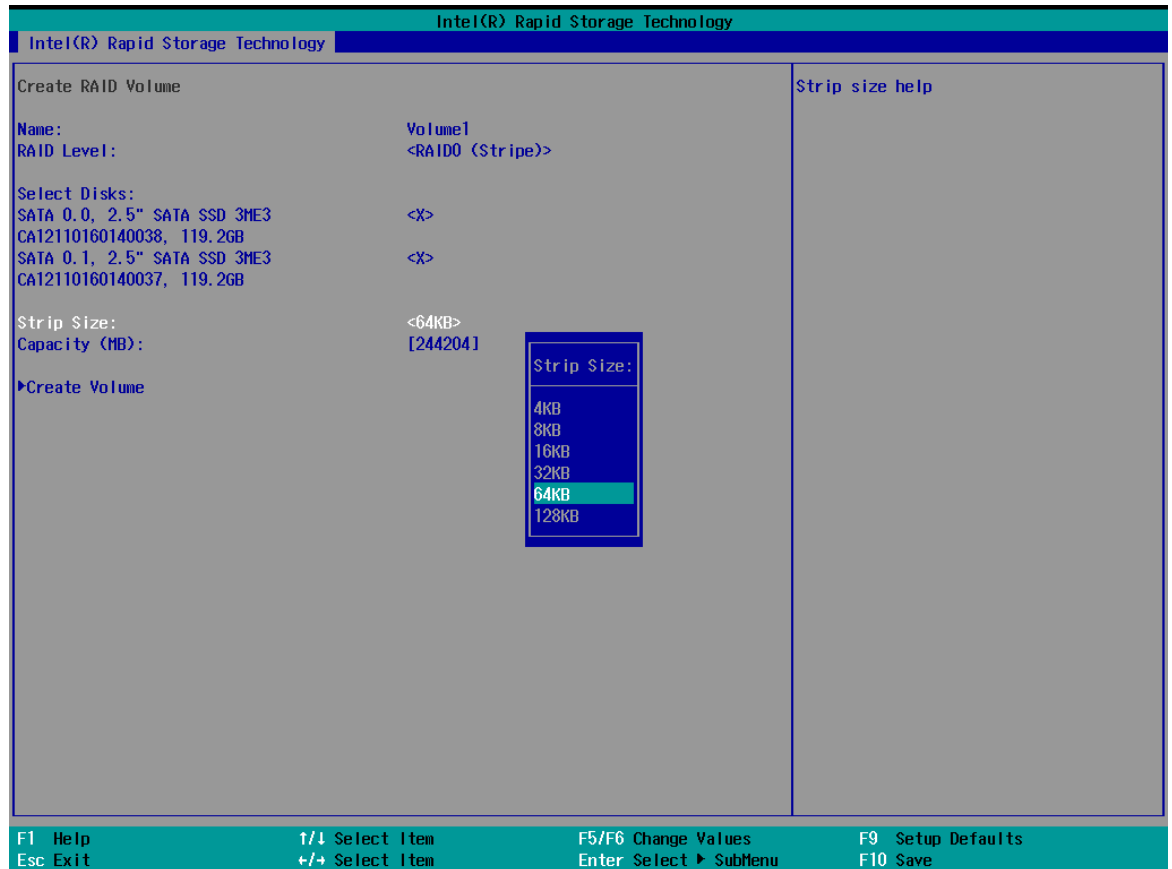 Intel(R) Rapid Storage Technology
Intel(R) Rapid Storage Technology
Create RAID Volume
Strip size help
Name: Volume1
RAID Level: <RAID0 (Stripe)>
Select Disks:
SATA 0.0, 2.5" SATA SSD 3ME3 <X>
CA12110160140038, 119.2GB
SATA 0.1, 2.5" SATA SSD 3ME3 <X>
CA12110160140037, 119.2GB
Strip Size: <64KB>
Capacity (MB): [244204]
▶Create Volume
Strip Size:
4KB
8KB
16KB
32KB
64KB
128KB
F1 Help ↑/↓ Select Item F5/F6 Change Values F9 Setup Defaults
Esc Exit ←/→ Select Item Enter Select ▶ SubMenu F10 Save